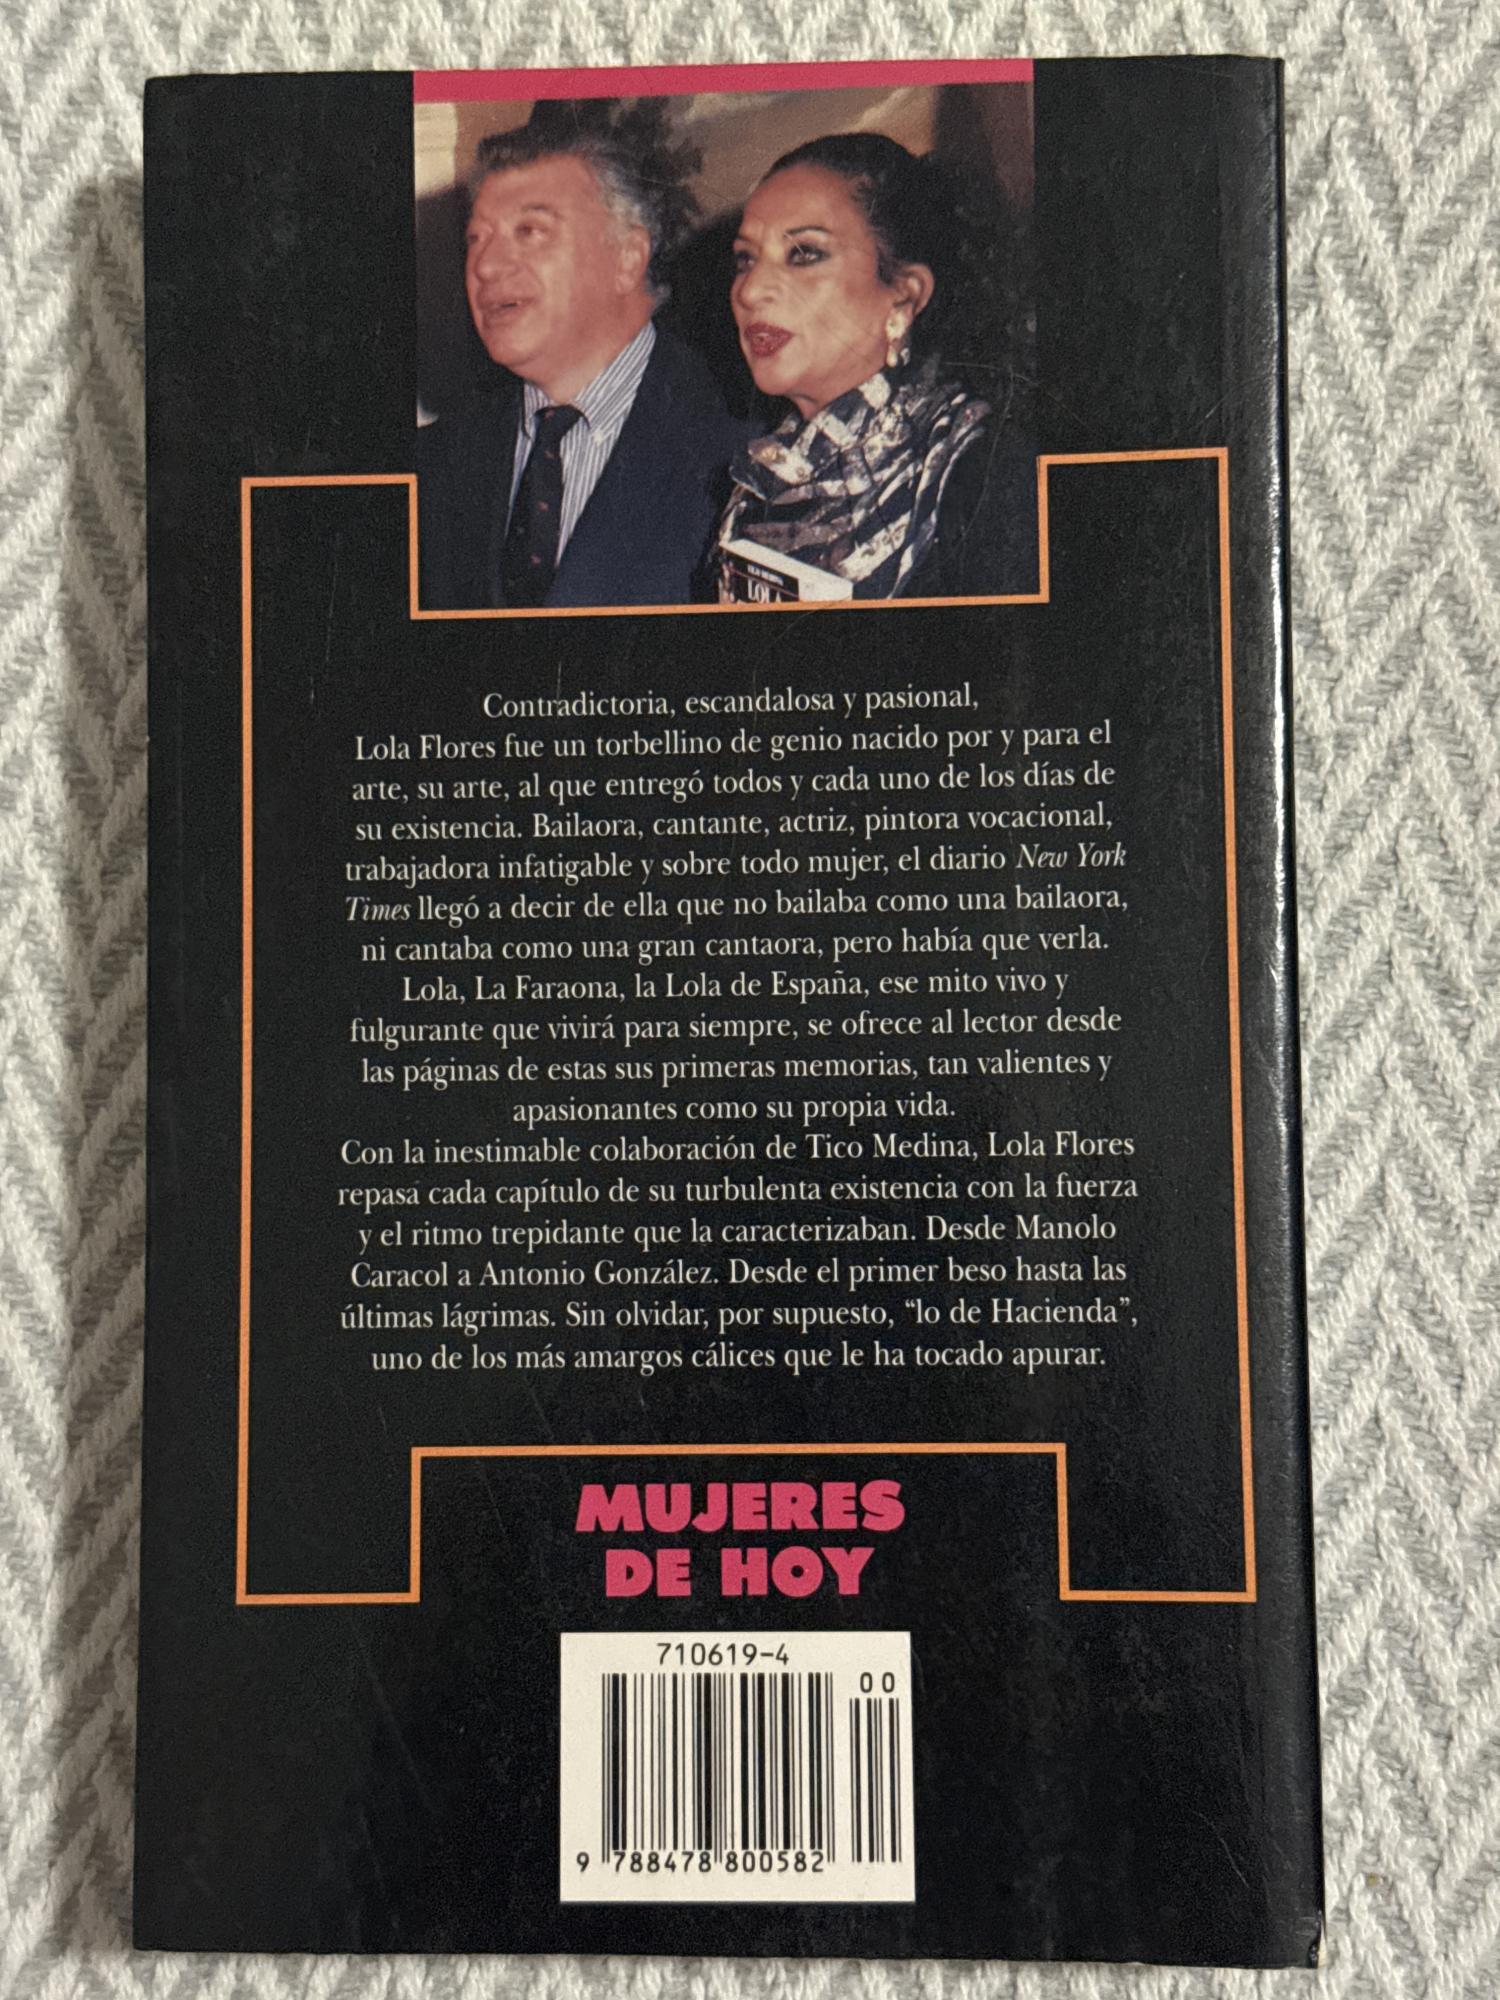 TICO MEDINA
LOLA
Contradictoria, escandalosa y pasional,
Lola Flores fue un torbellino de genio nacido por y para el
arte, su arte, al que entregó todos y cada uno de los días de
su existencia. Bailaora, cantante, actriz, pintora vocacional,
trabajadora infatigable y sobre todo mujer, el diario New York
Times llegó a decir de ella que no bailaba como una bailaora,
ni cantaba como una gran cantaora, pero había que verla.
Lola, La Faraona, la Lola de España, ese mito vivo y
fulgurante que vivirá para siempre, se ofrece al lector desde
las páginas de estas sus primeras memorias, tan valientes y
apasionantes como su propia vida.
Con la inestimable colaboración de Tico Medina, Lola Flores
repasa cada capítulo de su turbulenta existencia con la fuerza
y el ritmo trepidante que la caracterizaban. Desde Manolo
Caracol a Antonio González. Desde el primer beso hasta las
últimas lágrimas. Sin olvidar, por supuesto, “lo de Hacienda”,
uno de los más amargos cálices que le ha tocado apurar.
MUJERES
DE HOY
710619-4
00
9 788478 800582